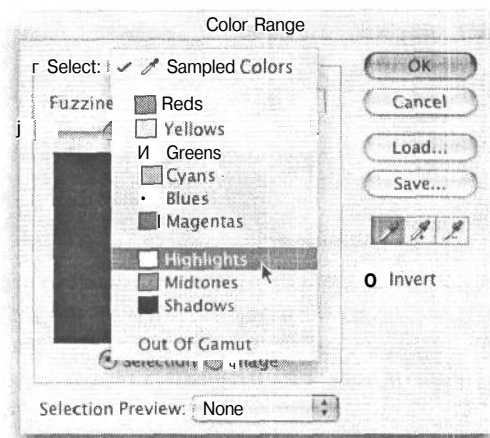 Color Range
Select: Sampled Colors
OK
Fuzzine
Reds
Cancel
Yellows
И Greens
Load...
Cyans
Blues
Save...
Magentas
Highlights
Midtones
Invert
Shadows
Out Of Gamut
Selection
Selection Preview: None